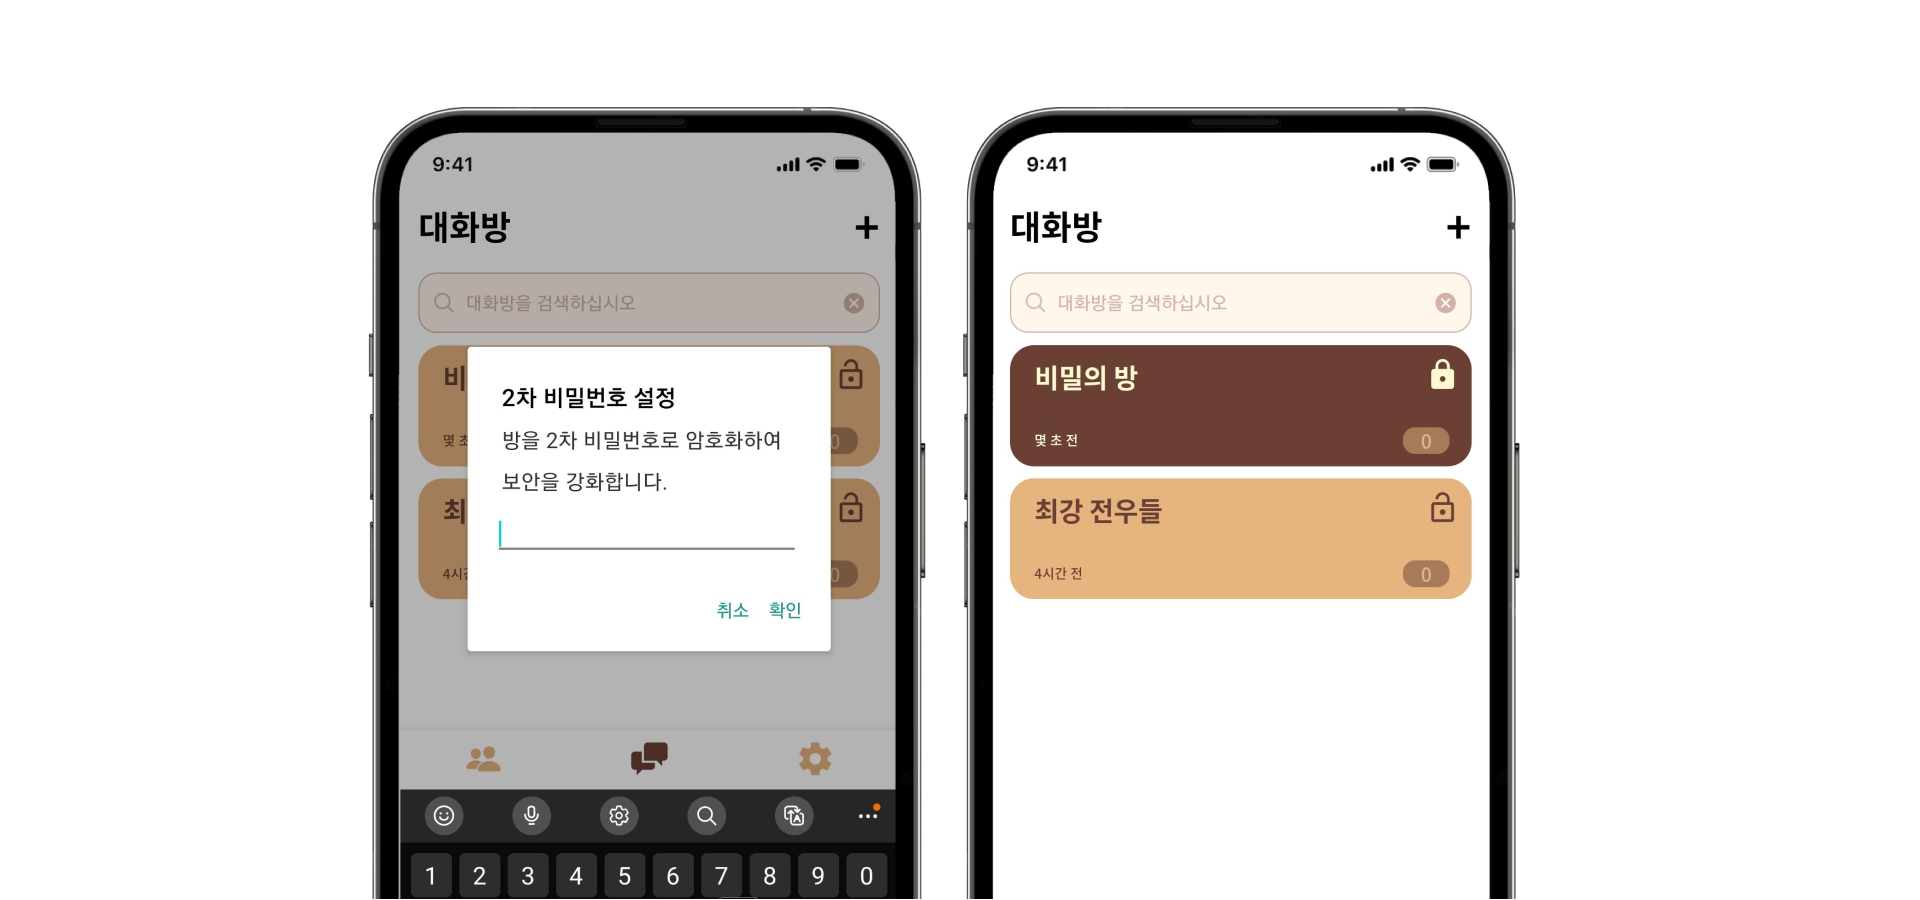 9:41
대화방
대화방을 검색하십시오
비
몇 초
0
2차 비밀번호 설정
방을 2차 비밀번호로 암호화하여
보안을 강화합니다.
최
4시간
0
취소 확인
1 2 3 4 5 6 7 8 9 0
9:41
대화방
대화방을 검색하십시오
비밀의 방
몇 초 전
0
최강 전우들
4시간 전
0